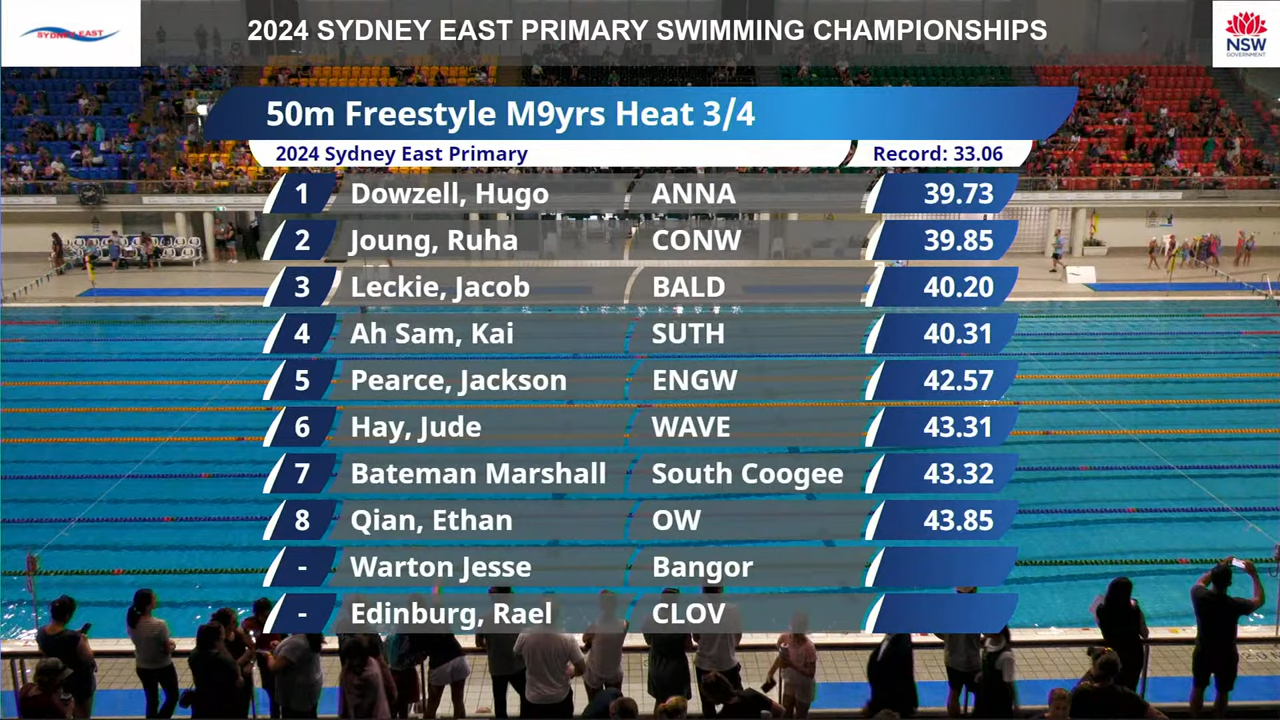 SYDNEY EAST
2024 SYDNEY EAST PRIMARY SWIMMING CHAMPIONSHIPS
NSW
GOVERNMENT
50m Freestyle M9yrs Heat 3/4
2024 Sydney East Primary Record: 33.06
1 Dowzell, Hugo ANNA 39.73
2 Joung, Ruha CONW 39.85
3 Leckie, Jacob BALD 40.20
4 Ah Sam, Kai SUTH 40.31
5 Pearce, Jackson ENGW 42.57
6 Hay, Jude WAVE 43.31
7 Bateman Marshall South Coogee 43.32
8 Qian, Ethan OW 43.85
- Warton Jesse Bangor
- Edinburg, Rael CLOV